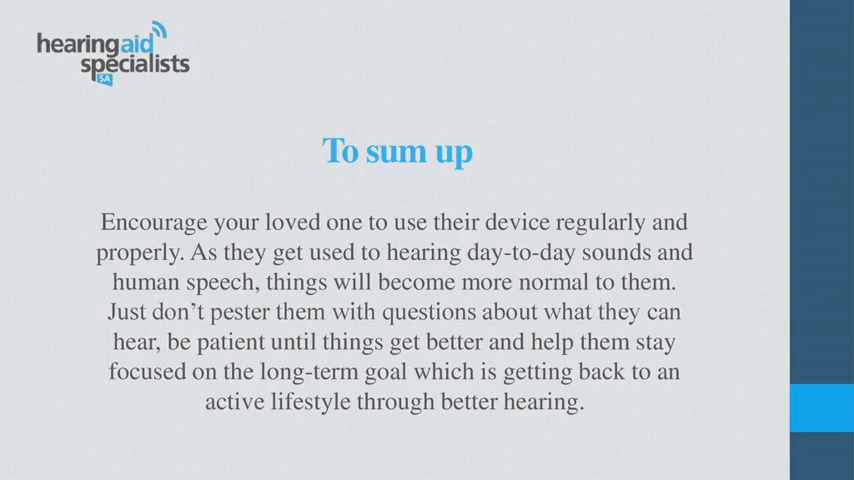 hearingaid
specialists
SA
To sum up
Encourage your loved one to use their device regularly and
properly. As they get used to hearing day-to-day sounds and
human speech, things will become more normal to them.
Just don’t pester them with questions about what they can
hear, be patient until things get better and help them stay
focused on the long-term goal which is getting back to an
active lifestyle through better hearing.